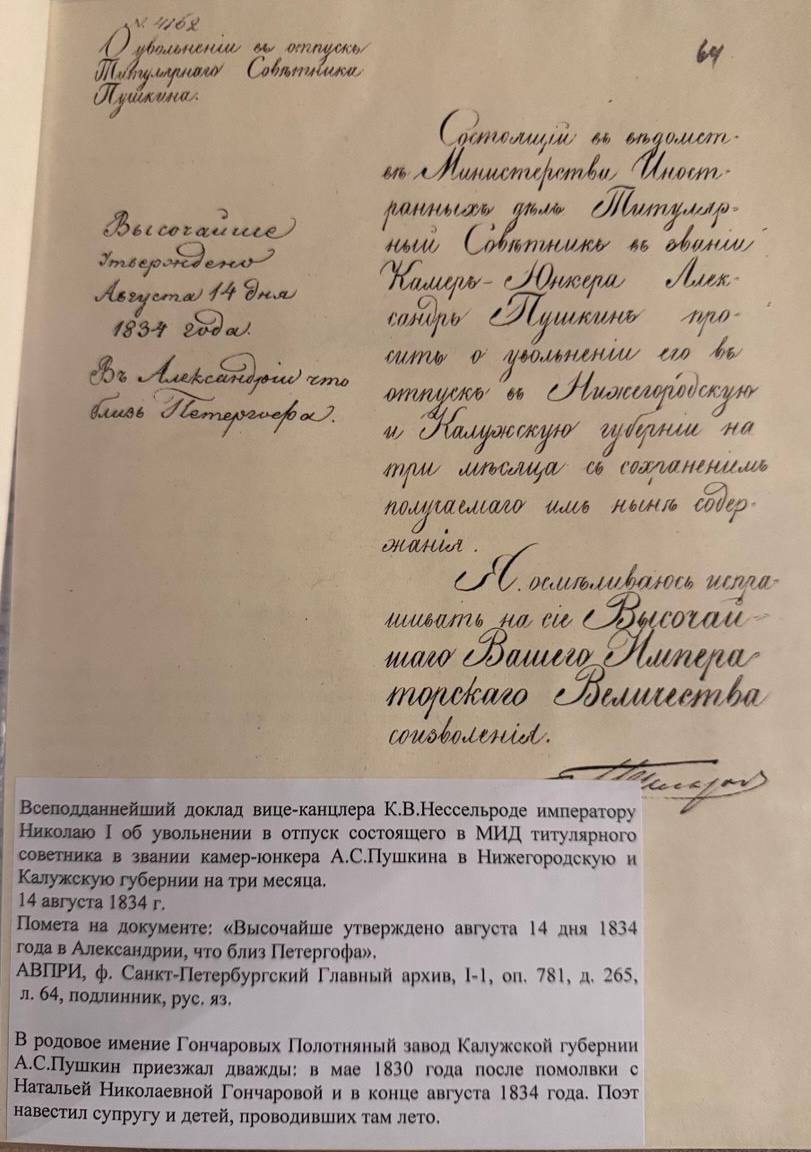 N. 4162
О увольненіи въ отпускъ
Титулярнаго Совѣтника
Пушкина.
64
Высочайше
утверждено
Августа 14 дня
1834 года.
Въ Александріи что
близь Петергофа.
Состоящій въ вѣдомст-
вѣ Министерства Иност-
ранныхъ дѣлъ Титуляр-
ный Совѣтникъ въ званіи
Камеръ-Юнкера Алек-
сандръ Пушкинъ про-
ситъ о увольненіи его въ
отпускъ въ Нижегородскую
и Калужскую губерніи на
три мѣсяца съ сохраненіемъ
получаемаго имъ нынѣ содер-
жанія.
Я осмѣливаюсь испра-
шивать на сіе Высочай-
шаго Вашего Импера-
торскаго Величества
соизволенія.
Всеподданнейший доклад вице-канцлера К.В.Нессельроде императору
Николаю I об увольнении в отпуск состоящего в МИД титулярного
советника в звании камер-юнкера А.С.Пушкина в Нижегородскую и
Калужскую губернии на три месяца.
14 августа 1834 г.
Помета на документе: «Высочайше утверждено августа 14 дня 1834
года в Александрии, что близ Петергофа».
АВПРИ, ф. Санкт-Петербургский Главный архив, I-1, оп. 781, д. 265,
л. 64, подлинник, рус. яз.
В родовое имение Гончаровых Полотняный завод Калужской губернии
А.С.Пушкин приезжал дважды: в мае 1830 года после помолвки с
Натальей Николаевной Гончаровой и в конце августа 1834 года. Поэт
навестил супругу и детей, проводивших там лето.